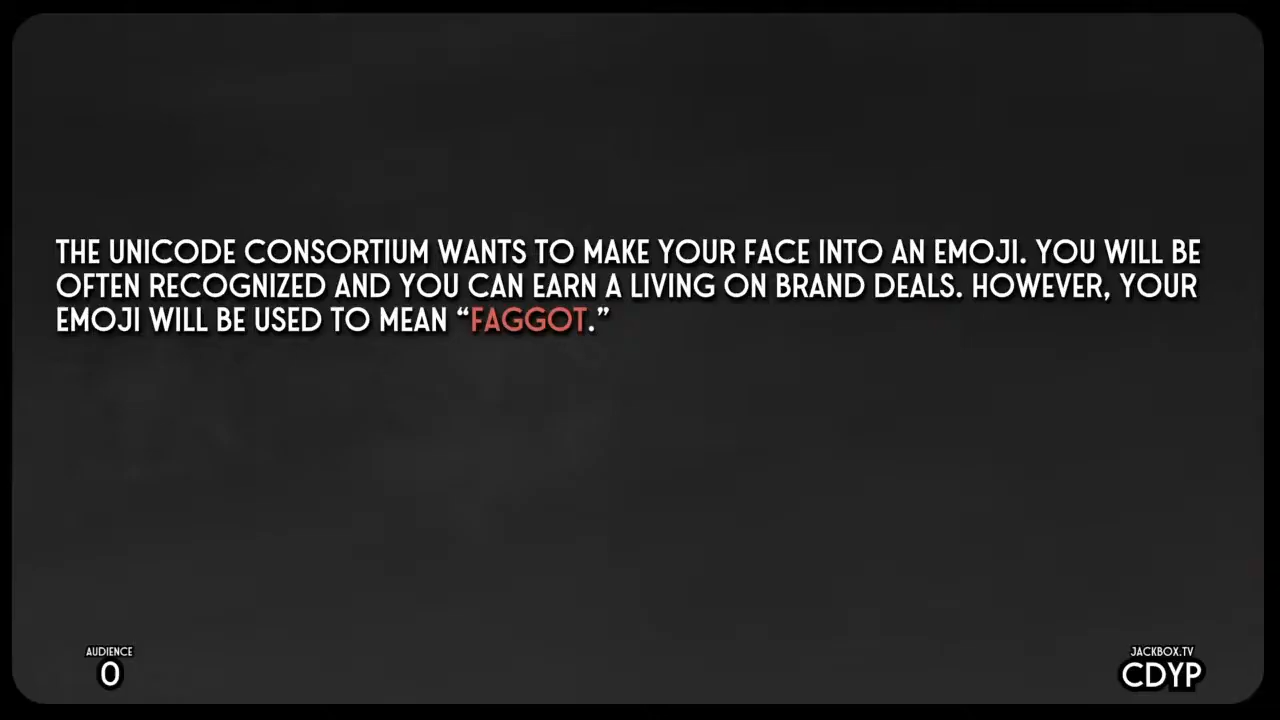 THE UNICODE CONSORTIUM WANTS TO MAKE YOUR FACE INTO AN EMOJI. YOU WILL BE
OFTEN RECOGNIZED AND YOU CAN EARN A LIVING ON BRAND DEALS. HOWEVER, YOUR
EMOJI WILL BE USED TO MEAN “FAGGOT.”
AUDIENCE
0
JACKBOX.TV
CDYP